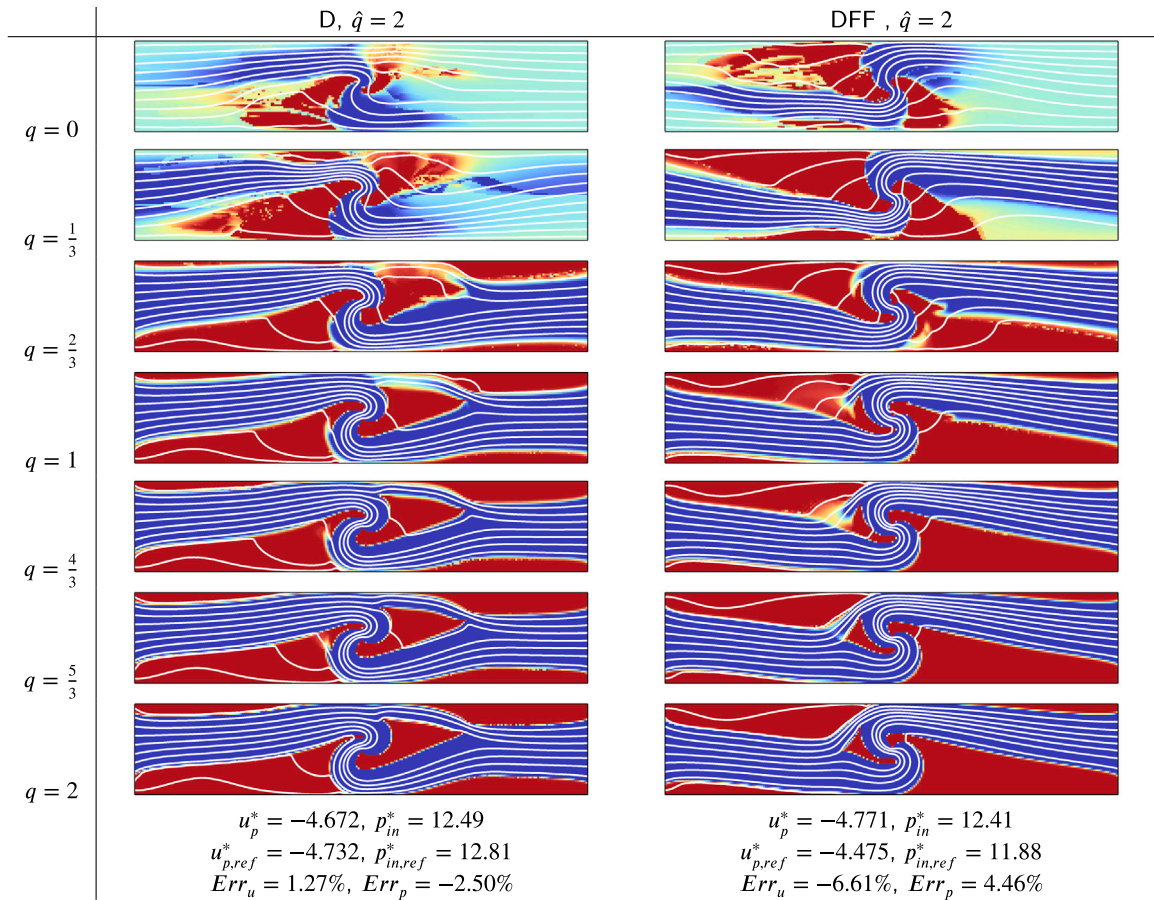 D, q̂ = 2 DFF , q̂ = 2
q = 0
q = 1/3
q = 2/3
q = 1
q = 4/3
q = 5/3
q = 2
u*_p = −4.672, p*_in = 12.49 u*_p = −4.771, p*_in = 12.41
u*_p,ref = −4.732, p*_in,ref = 12.81 u*_p,ref = −4.475, p*_in,ref = 11.88
Err_u = 1.27%, Err_p = −2.50% Err_u = −6.61%, Err_p = 4.46%